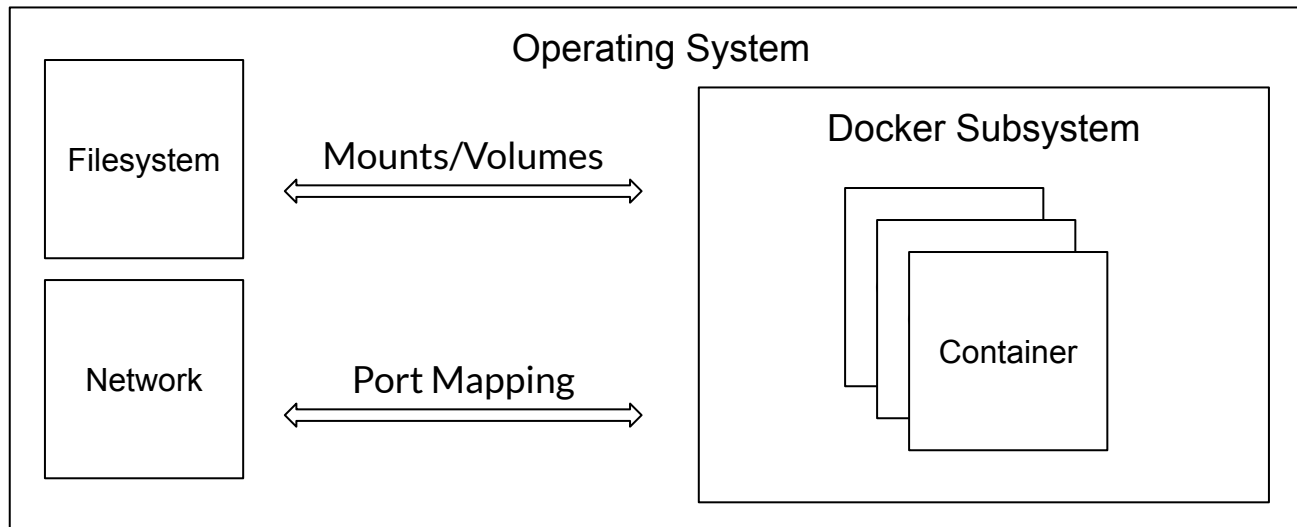 Operating System
Filesystem
Mounts/Volumes
Docker Subsystem
Network
Port Mapping
Container